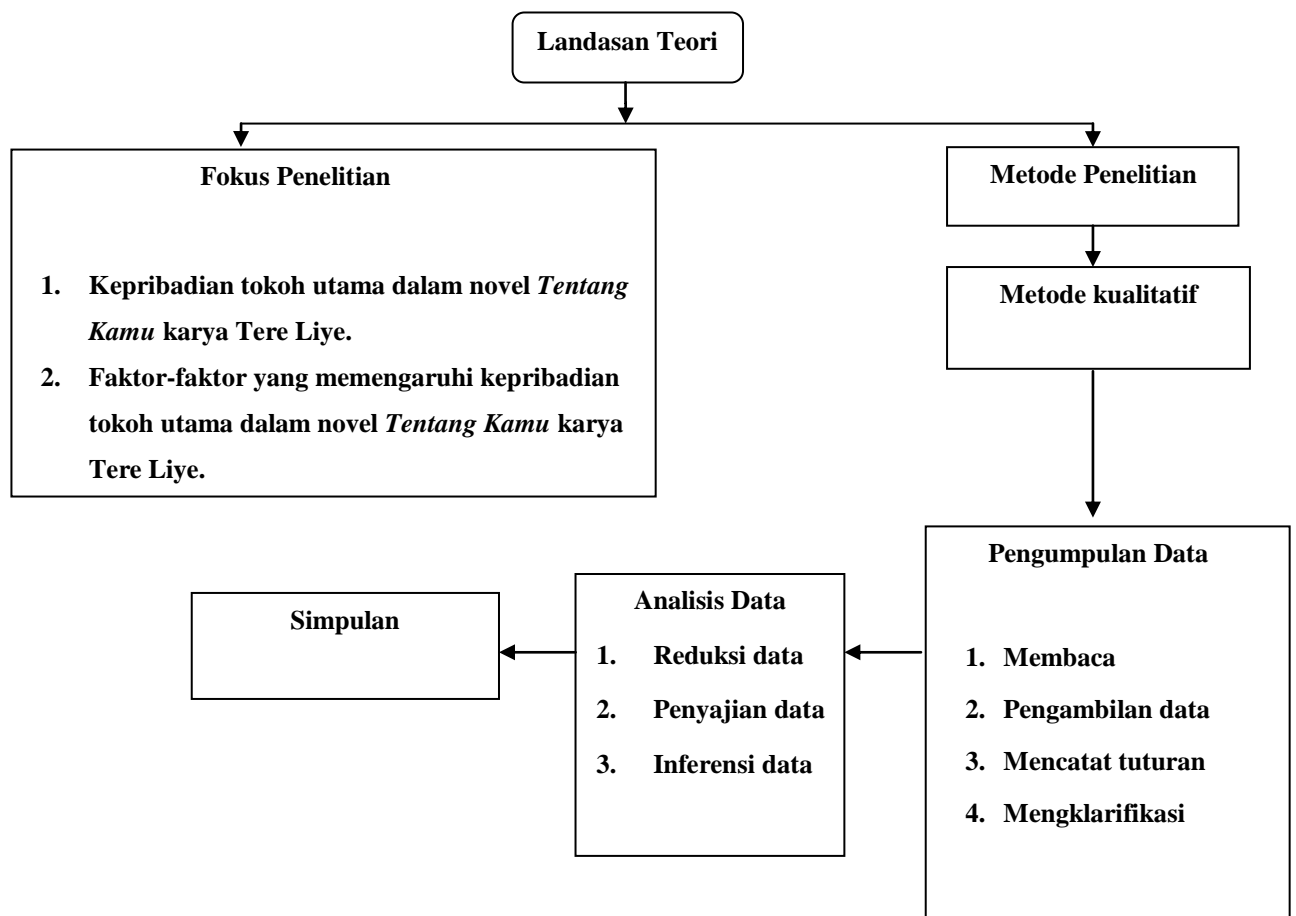 Landasan Teori
Fokus Penelitian
1. Kepribadian tokoh utama dalam novel Tentang
Kamu karya Tere Liye.
2. Faktor-faktor yang memengaruhi kepribadian
tokoh utama dalam novel Tentang Kamu karya
Tere Liye.
Metode Penelitian
Metode kualitatif
Pengumpulan Data
1. Membaca
2. Pengambilan data
3. Mencatat tuturan
4. Mengklarifikasi
Analisis Data
1. Reduksi data
2. Penyajian data
3. Inferensi data
Simpulan